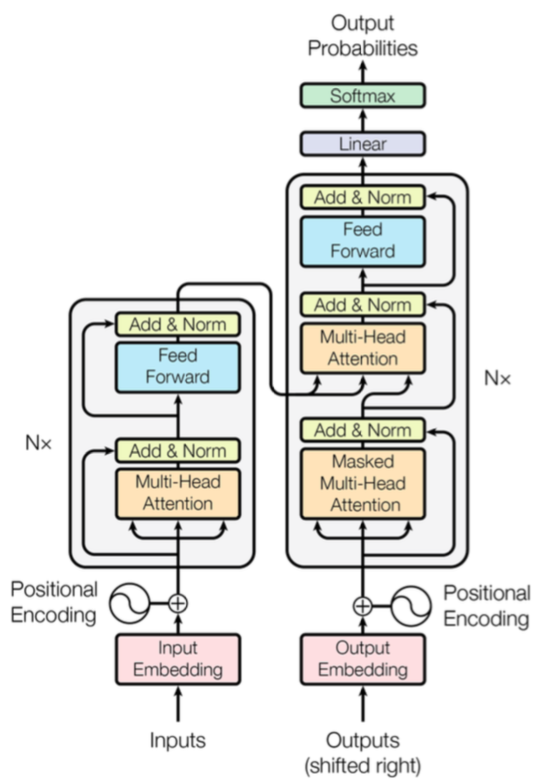 Output
Probabilities
Softmax
Linear
Add & Norm
Feed
Forward
Add & Norm
Multi-Head
Attention
Add & Norm
Masked
Multi-Head
Attention
N×
Add & Norm
Feed
Forward
Add & Norm
Multi-Head
Attention
N×
Positional
Encoding
Positional
Encoding
Input
Embedding
Output
Embedding
Inputs
Outputs
(shifted right)